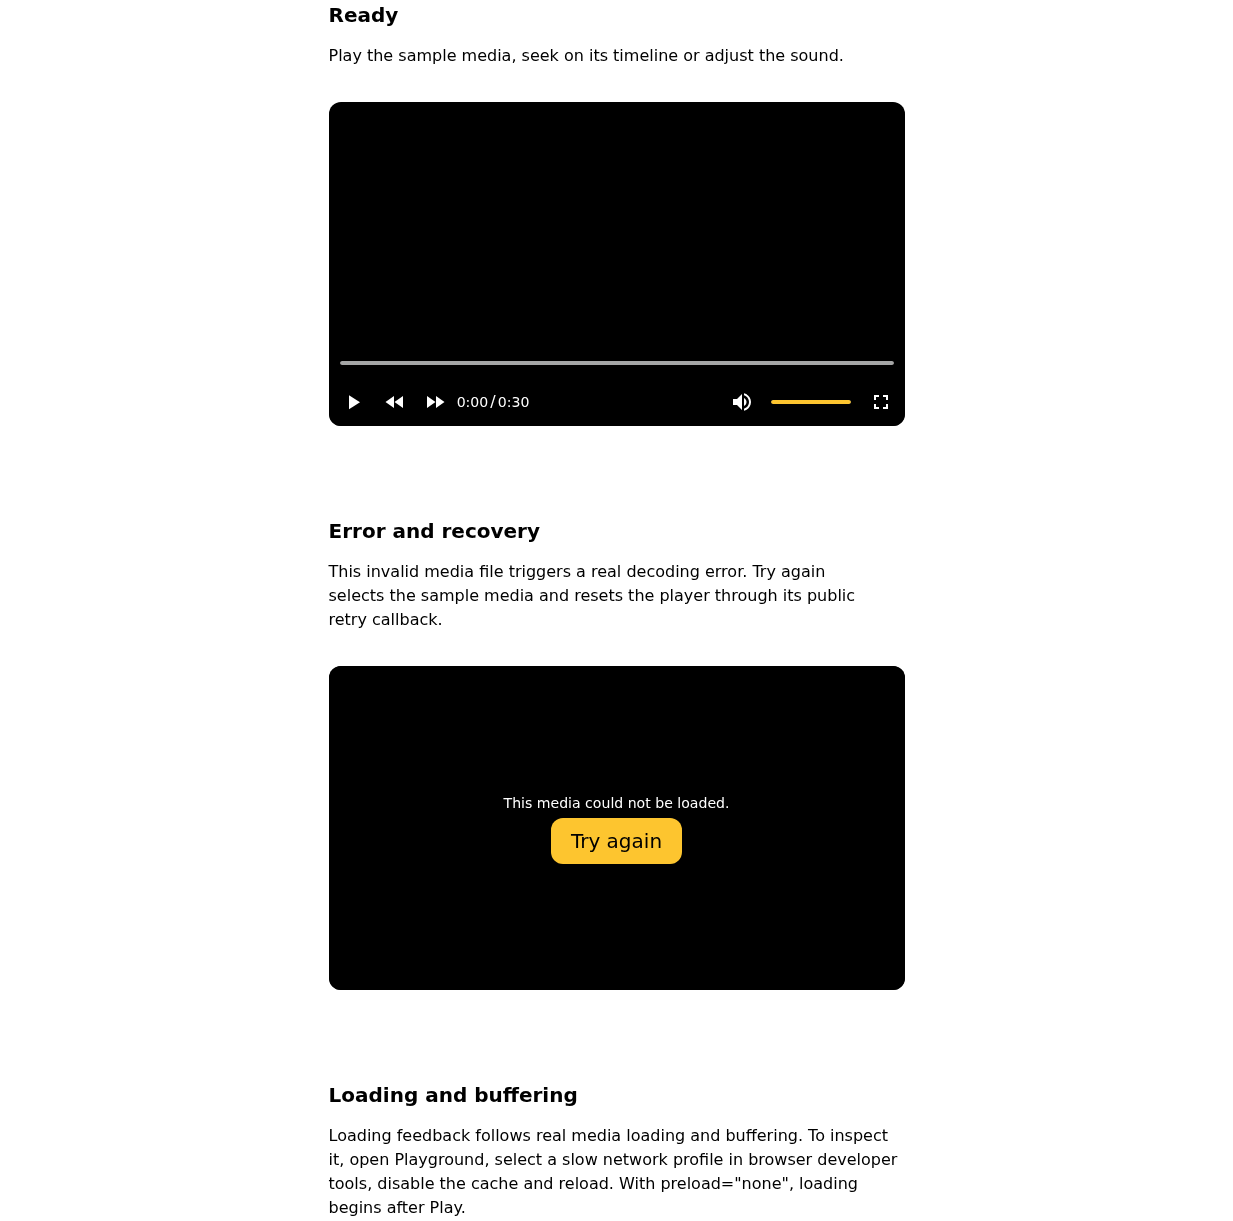 Ready
Play the sample media, seek on its timeline or adjust the sound.
0:00 / 0:30
Error and recovery
This invalid media file triggers a real decoding error. Try again
selects the sample media and resets the player through its public
retry callback.
This media could not be loaded.
Try again
Loading and buffering
Loading feedback follows real media loading and buffering. To inspect
it, open Playground, select a slow network profile in browser developer
tools, disable the cache and reload. With preload="none", loading
begins after Play.